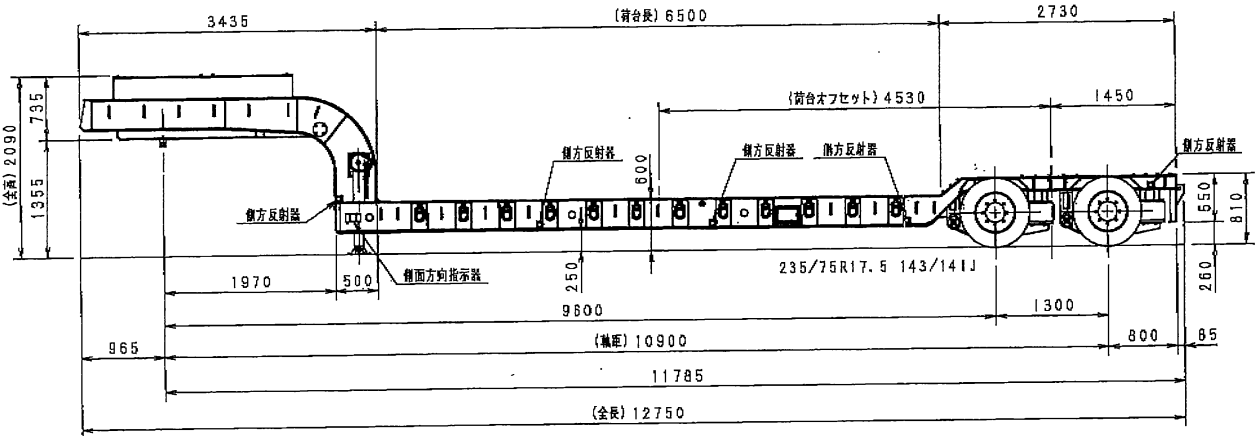 3435
(荷台長) 6500
2730
(荷台オフセット) 4530
1450
(全高) 2090
735
1355
側方反射器
600
側方反射器
側方反射器
側方反射器
側方反射器
550
810
260
側面方向指示器
250
235/75R17.5 143/141J
1970
500
9600
1300
965
(軸距) 10900
800
85
11785
(全長) 12750